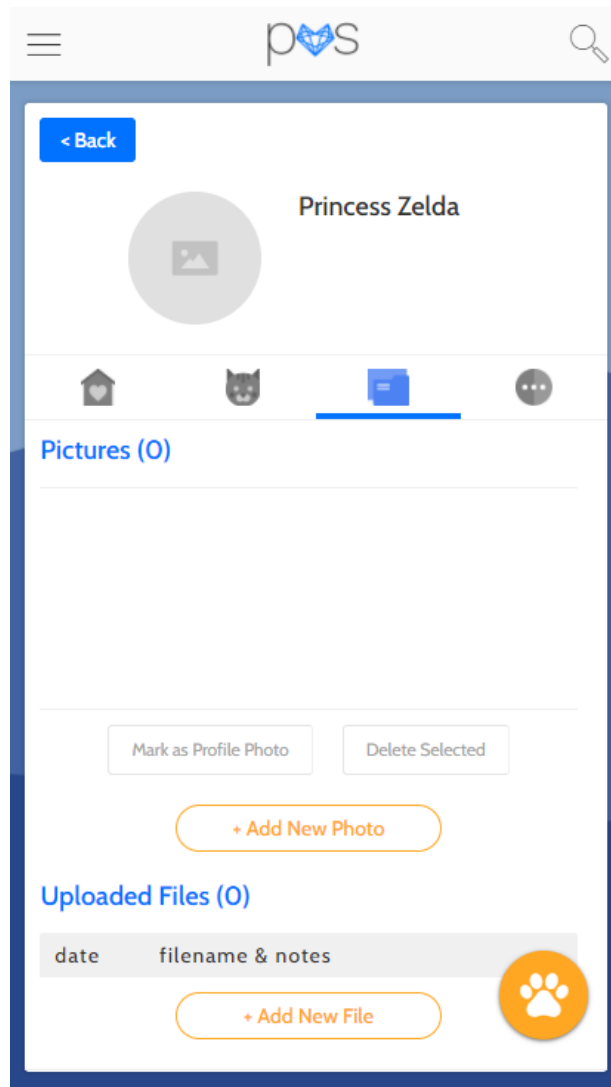 < Back
Princess Zelda
Pictures (0)
Mark as Profile Photo
Delete Selected
+ Add New Photo
Uploaded Files (0)
date filename & notes
+ Add New File